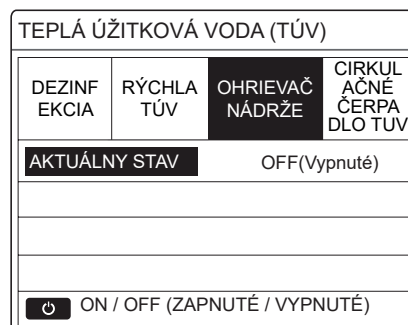 TEPLÁ ÚŽITKOVÁ VODA (TÚV)
DEZINF
EKCIA
RÝCHLA
TÚV
OHRIEVAČ
NÁDRŽE
CIRKUL
AČNÉ
ČERPA
DLO TUV
AKTUÁLNY STAV OFF(Vypnuté)
ON / OFF (ZAPNUTÉ / VYPNUTÉ)